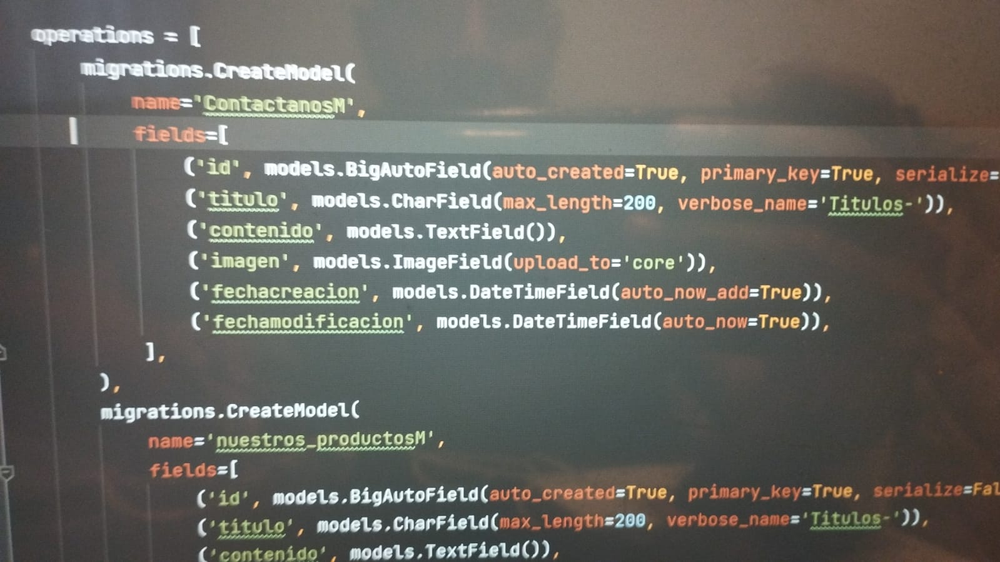 operations = [
migrations.CreateModel(
name='ContactanosM',
fields=[
('id', models.BigAutoField(auto_created=True, primary_key=True, serialize=
('titulo', models.CharField(max_length=200, verbose_name='Titulos-')),
('contenido', models.TextField()),
('imagen', models.ImageField(upload_to='core')),
('fechacreacion', models.DateTimeField(auto_now_add=True)),
('fechamodificacion', models.DateTimeField(auto_now=True)),
],
),
migrations.CreateModel(
name='nuestros_productosM',
fields=[
('id', models.BigAutoField(auto_created=True, primary_key=True, serialize=Fal
('titulo', models.CharField(max_length=200, verbose_name='Titulos-')),
('contenido', models.TextField()),